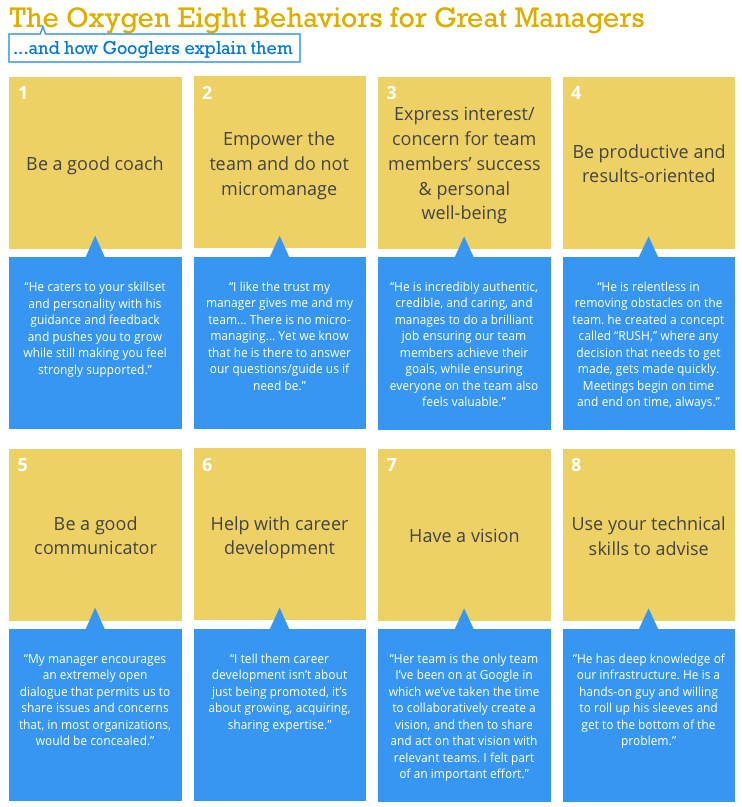 The Oxygen Eight Behaviors for Great Managers
...and how Googlers explain them
1
Be a good coach
“He caters to your skillset
and personality with his
guidance and feedback
and pushes you to grow
while still making you feel
strongly supported.”
2
Empower the
team and do not
micromanage
“I like the trust my
manager gives me and my
team... There is no micro-
managing... Yet we know
that he is there to answer
our questions/guide us if
need be.”
3
Express interest/
concern for team
members’ success
& personal
well-being
“He is incredibly authentic,
credible, and caring, and
manages to do a brilliant
job ensuring our team
members achieve their
goals, while ensuring
everyone on the team also
feels valuable.”
4
Be productive and
results-oriented
“He is relentless in
removing obstacles on the
team. he created a concept
called “RUSH,” where any
decision that needs to get
made, gets made quickly.
Meetings begin on time
and end on time, always.”
5
Be a good
communicator
“My manager encourages
an extremely open
dialogue that permits us to
share issues and concerns
that, in most organizations,
would be concealed.”
6
Help with career
development
“I tell them career
development isn’t about
just being promoted, it’s
about growing, acquiring,
sharing expertise.”
7
Have a vision
“Her team is the only team
I’ve been on at Google in
which we’ve taken the time
to collaboratively create a
vision, and then to share
and act on that vision with
relevant teams. I felt part
of an important effort.”
8
Use your technical
skills to advise
“He has deep knowledge of
our infrastructure. He is a
hands-on guy and willing
to roll up his sleeves and
get to the bottom of the
problem.”